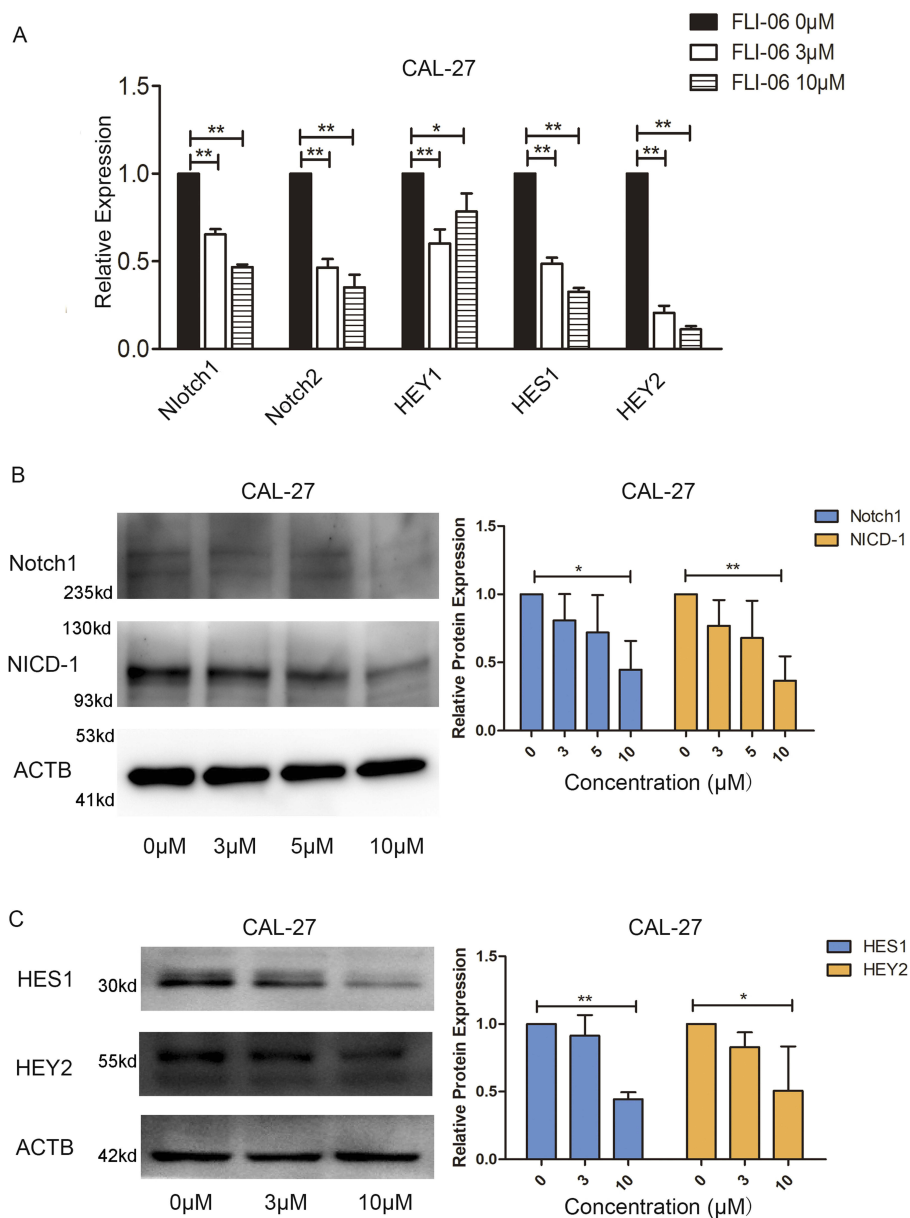 A
CAL-27
FLI-06 0μM
FLI-06 3μM
FLI-06 10μM
Relative Expression
1.5
1.0
0.5
0.0
** ** ** ** ** * ** ** ** **
Nlotch1 Notch2 HEY1 HES1 HEY2
B
CAL-27
Notch1
235kd
130kd
NICD-1
93kd
53kd
ACTB
41kd
0μM 3μM 5μM 10μM
CAL-27
Notch1
NICD-1
Relative Protein Expression
1.5
1.0
0.5
0.0
* **
0 3 5 10 0 3 5 10
Concentration (μM)
C
CAL-27
HES1
30kd
HEY2
55kd
ACTB
42kd
0μM 3μM 10μM
CAL-27
HES1
HEY2
Relative Protein Expression
1.5
1.0
0.5
0.0
** *
0 3 10 0 3 10
Concentration (μM)